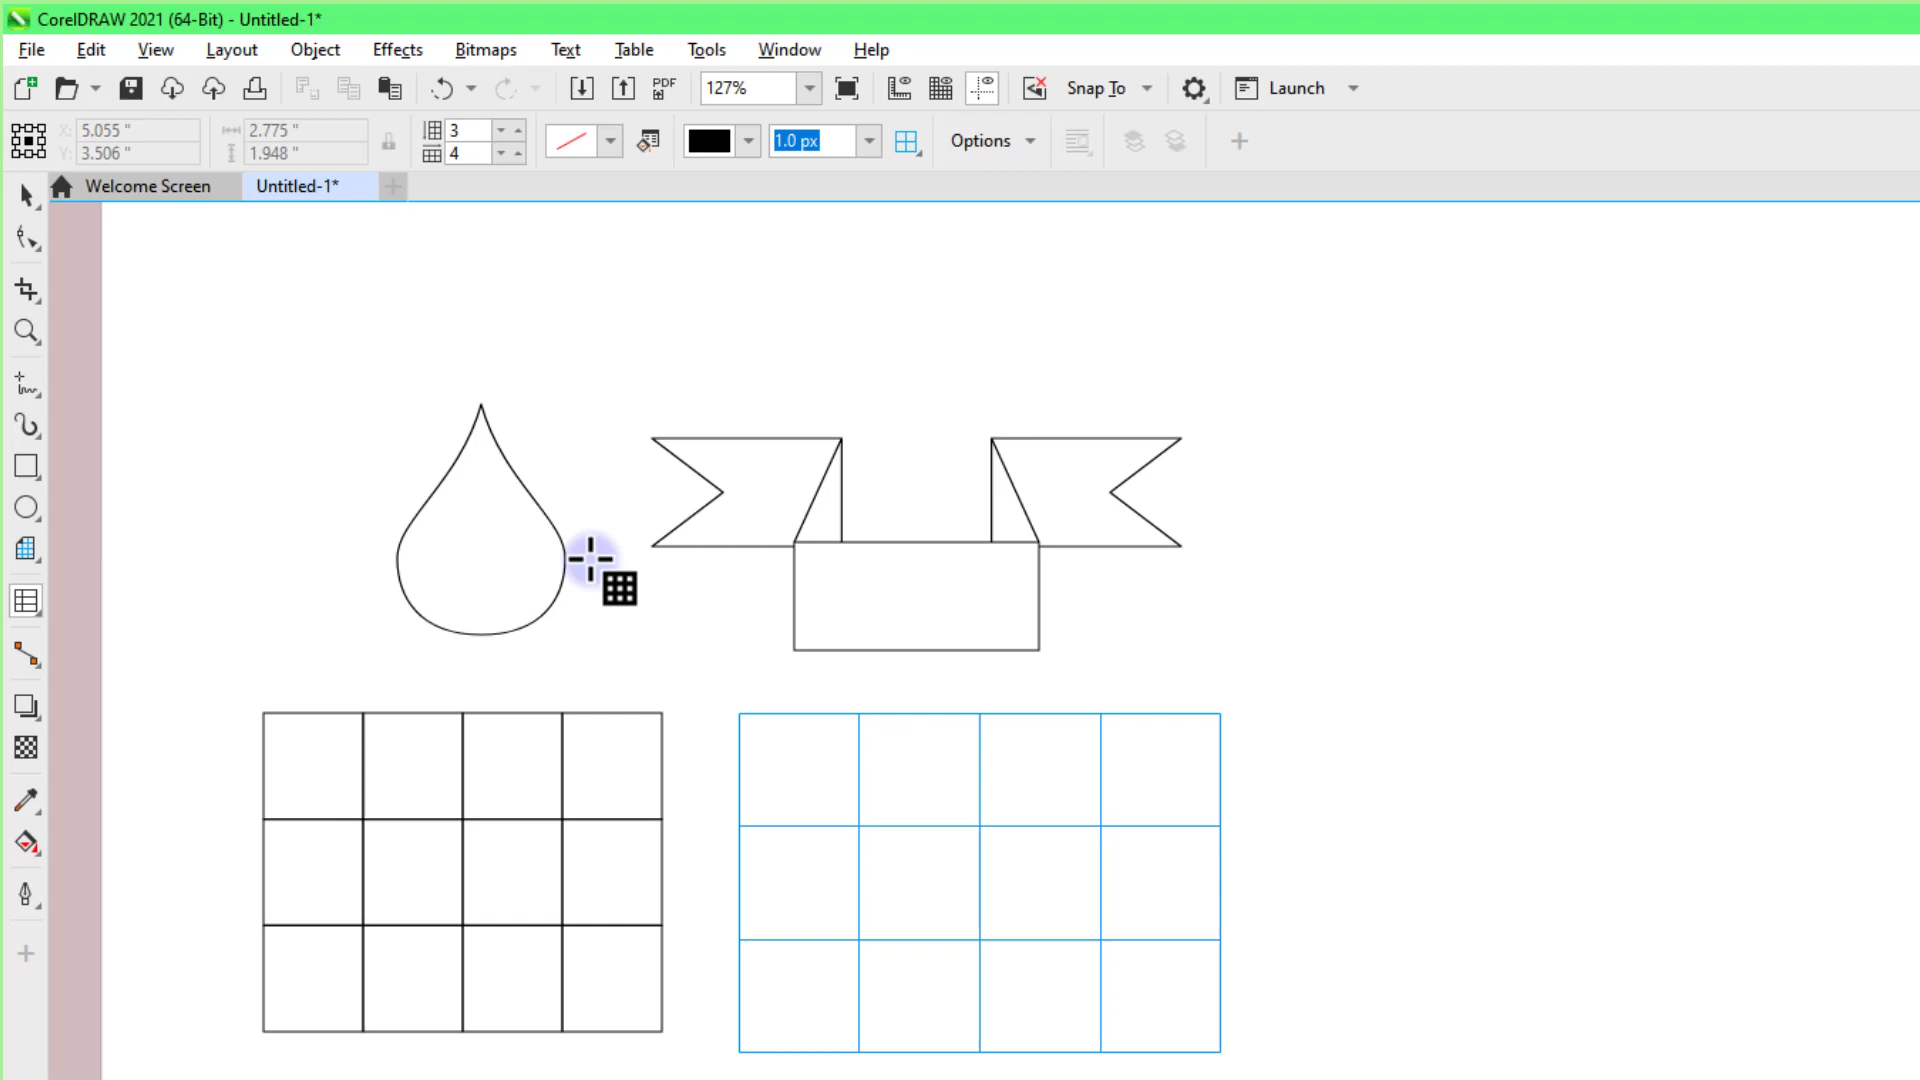 CorelDRAW 2021 (64-Bit) - Untitled-1*
File Edit View Layout Object Effects Bitmaps Text Table Tools Window Help
PDF 127% Snap To Launch
X: 5.055 " 2.775 " 3
Y: 3.506 " 1.948 " 4
1.0 px Options
Welcome Screen Untitled-1*